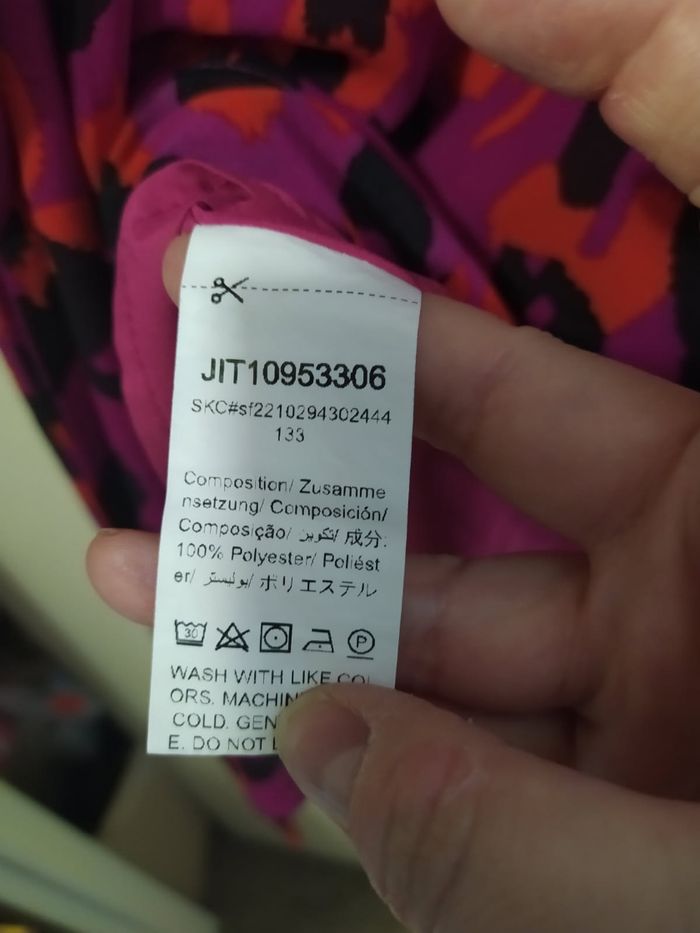 JIT10953306
SKC#sf2210294302444
133
Composition/ Zusamme
nsetzung/ Composición/
Composição/ تكوين/ 成分:
100% Polyester/ Poliést
er/ بوليستر/ ポリエステル
30
P
WASH WITH LIKE COL
ORS. MACHIN
COLD. GEN
E. DO NOT